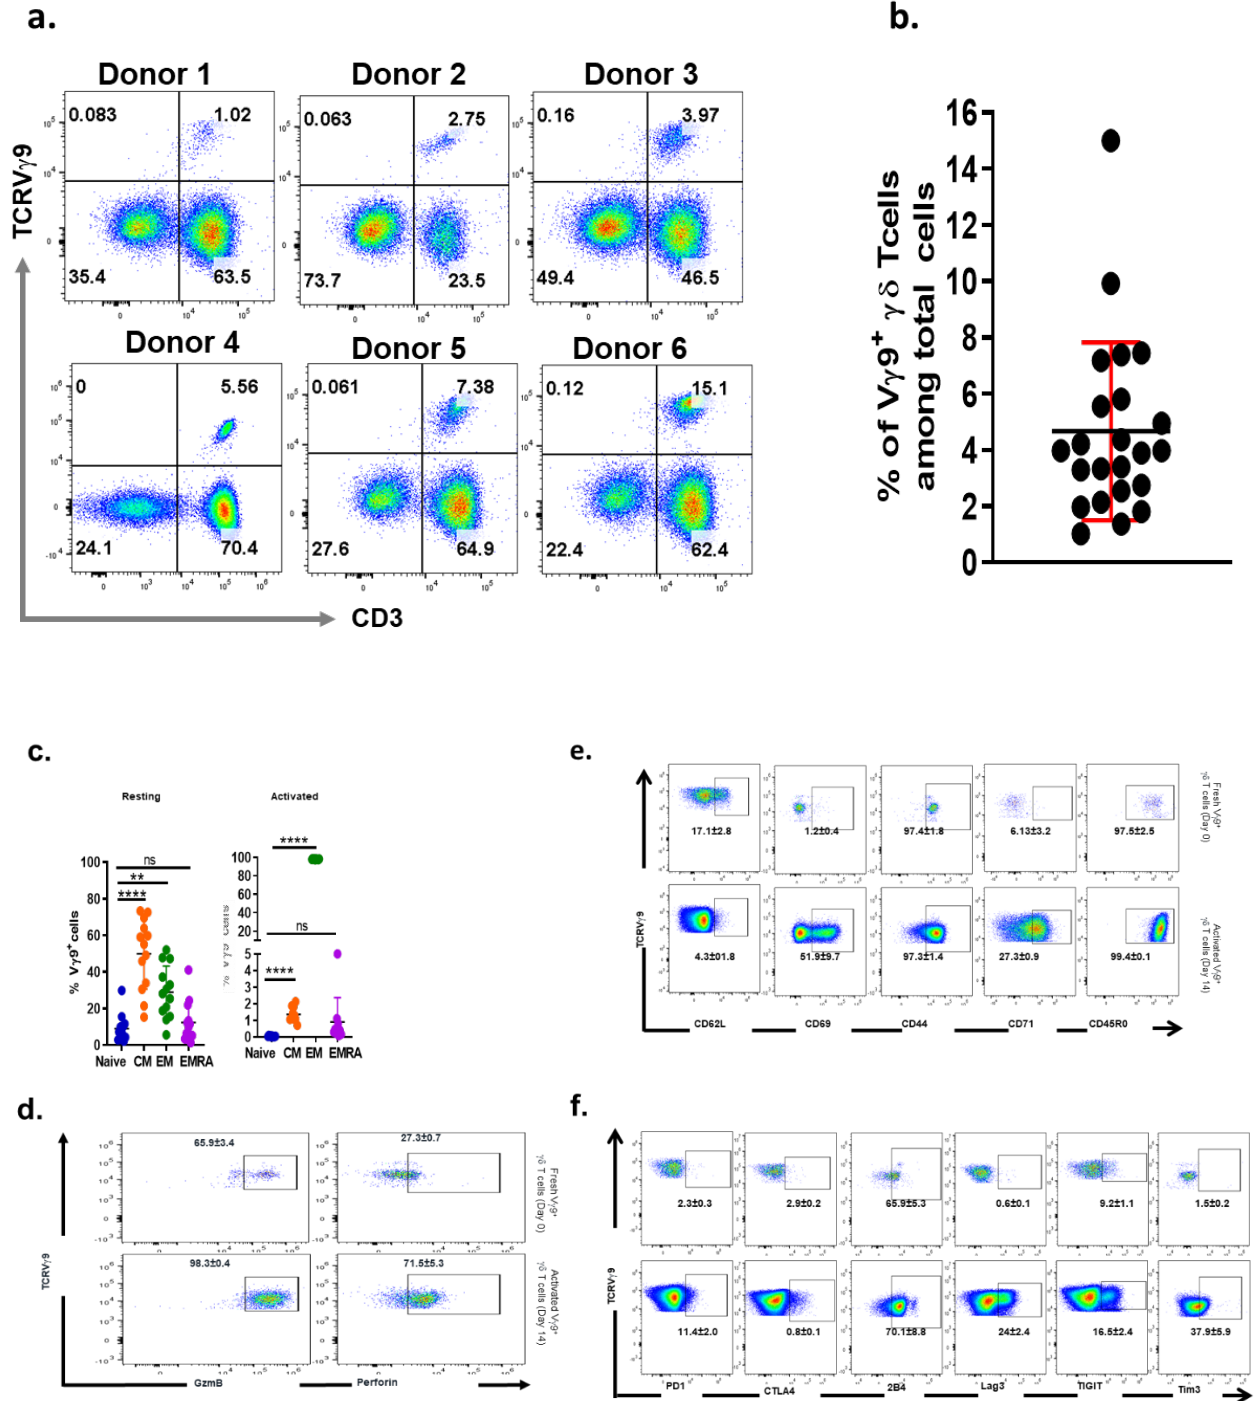 a.
b.
Donor 1
Donor 2
Donor 3
0.083
1.02
0.063
2.75
0.16
3.97
35.4
63.5
73.7
23.5
49.4
46.5
Donor 4
Donor 5
Donor 6
0
5.56
0.061
7.38
0.12
15.1
24.1
70.4
27.6
64.9
22.4
62.4
TCRVγ9
CD3
% of Vγ9+ γδ Tcells
among total cells
16
14
12
10
8
6
4
2
0
c.
Resting
Activated
ns
**
****
100
80
60
40
20
0
% Vγ9+ cells
Naive CM EM EMRA
****
ns
****
100
80
60
40
20
5
4
3
2
1
0
Naive CM EM EMRA
d.
65.9±3.4
27.3±0.7
Fresh Vγ9+
γδ T cells (Day 0)
98.3±0.4
71.5±5.3
Activated Vγ9+
γδ T cells (Day 14)
TCRVγ9
GzmB
Perforin
e.
17.1±2.8
1.2±0.4
97.4±1.8
6.13±3.2
97.5±2.5
Fresh Vγ9+
γδ T cells (Day 0)
4.3±01.8
51.9±9.7
97.3±1.4
27.3±0.9
99.4±0.1
Activated Vγ9+
γδ T cells (Day 14)
TCRVγ9
CD62L
CD69
CD44
CD71
CD45R0
f.
2.3±0.3
2.9±0.2
65.9±5.3
0.6±0.1
9.2±1.1
1.5±0.2
11.4±2.0
0.8±0.1
70.1±8.8
24±2.4
16.5±2.4
37.9±5.9
TCRVγ9
PD1
CTLA4
2B4
Lag3
TIGIT
Tim3